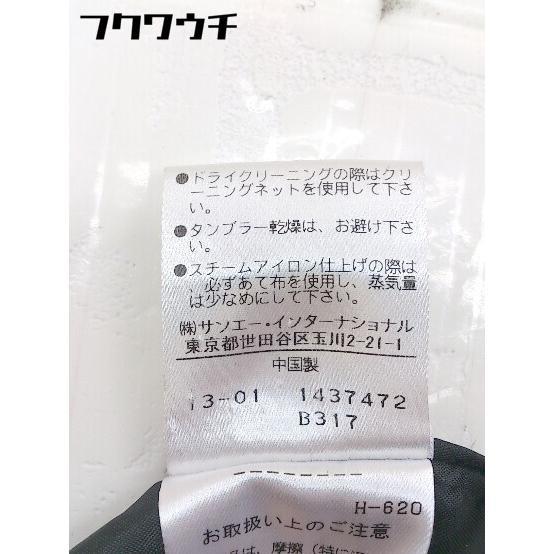 フクワウチ
●ドライクリーニングの際はクリ
ーニングネットを使用して下さ
い。
●タンブラー乾燥は、お避け下さ
い。
●スチームアイロン仕上げの際は
、必ずあて布を使用し、蒸気量
は少なめにして下さい。
㈱サンエー・インターナショナル
東京都世田谷区玉川2-21-1
中国製
13-01 1437472
B317
H-620
お取扱い上のご注意
は、摩擦(特に